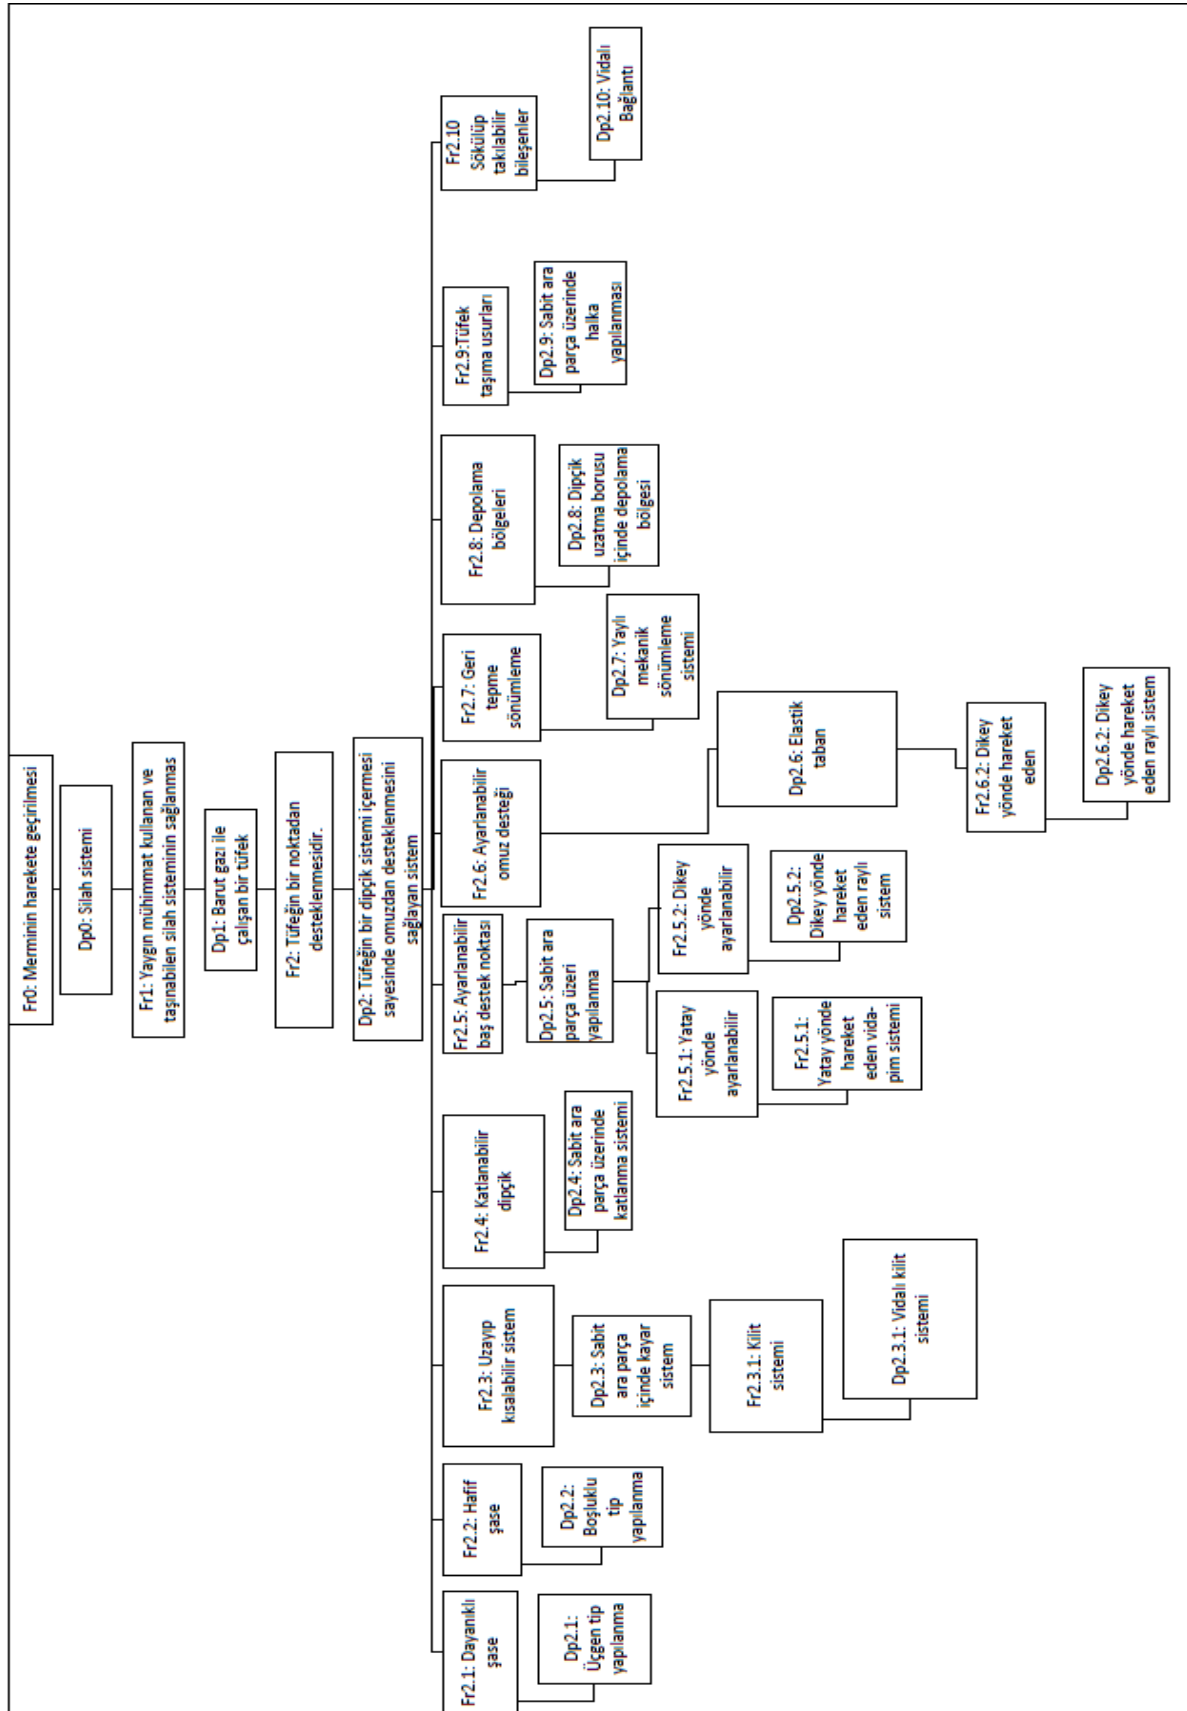 Fr0: Merminin harekete geçirilmesi
Dp0: Silah sistemi
Fr1: Yaygın mühimmat kullanan ve
taşınabilen silah sisteminin sağlanmas
Dp1: Barut gazı ile
çalışan bir tüfek
Fr2: Tüfeğin bir noktadan
desteklenmesidir.
Dp2: Tüfeğin bir dipçik sistemi içermesi
sayesinde omuzdan desteklenmesini
sağlayan sistem
Fr2.1: Dayanıklı
şase
Dp2.1:
Üçgen tip
yapılanma
Fr2.2: Hafif
şase
Dp2.2:
Boşluklu
tip
yapılanma
Fr2.3: Uzayıp
kısalabilir sistem
Dp2.3: Sabit
ara parça
içinde kayar
sistem
Fr2.3.1: Kilit
sistemi
Dp2.3.1: Vidalı kilit
sistemi
Fr2.4: Katlanabilir
dipçik
Dp2.4: Sabit ara
parça üzerinde
katlanma sistemi
Fr2.5: Ayarlanabilir
baş destek noktası
Dp2.5: Sabit ara
parça üzeri
yapılanma
Fr2.5.1: Yatay
yönde
ayarlanabilir
Fr2.5.1:
Yatay yönde
hareket
eden vida-
pim sistemi
Fr2.5.2: Dikey
yönde
ayarlanabilir
Dp2.5.2:
Dikey yönde
hareket
eden raylı
sistem
Fr2.6: Ayarlanabilir
omuz desteği
Dp2.6: Elastik
taban
Fr2.6.2: Dikey
yönde hareket
eden
Dp2.6.2: Dikey
yönde hareket
eden raylı sistem
Fr2.7: Geri
tepme
sönümleme
Dp2.7: Yaylı
mekanik
sönümleme
sistemi
Fr2.8: Depolama
bölgeleri
Dp2.8: Dipçik
uzatma borusu
içinde depolama
bölgesi
Fr2.9:Tüfek
taşıma usurları
Dp2.9: Sabit ara
parça üzerinde
halka
yapılanması
Fr2.10
Sökülüp
takılabilir
bileşenler
Dp2.10: Vidalı
Bağlantı